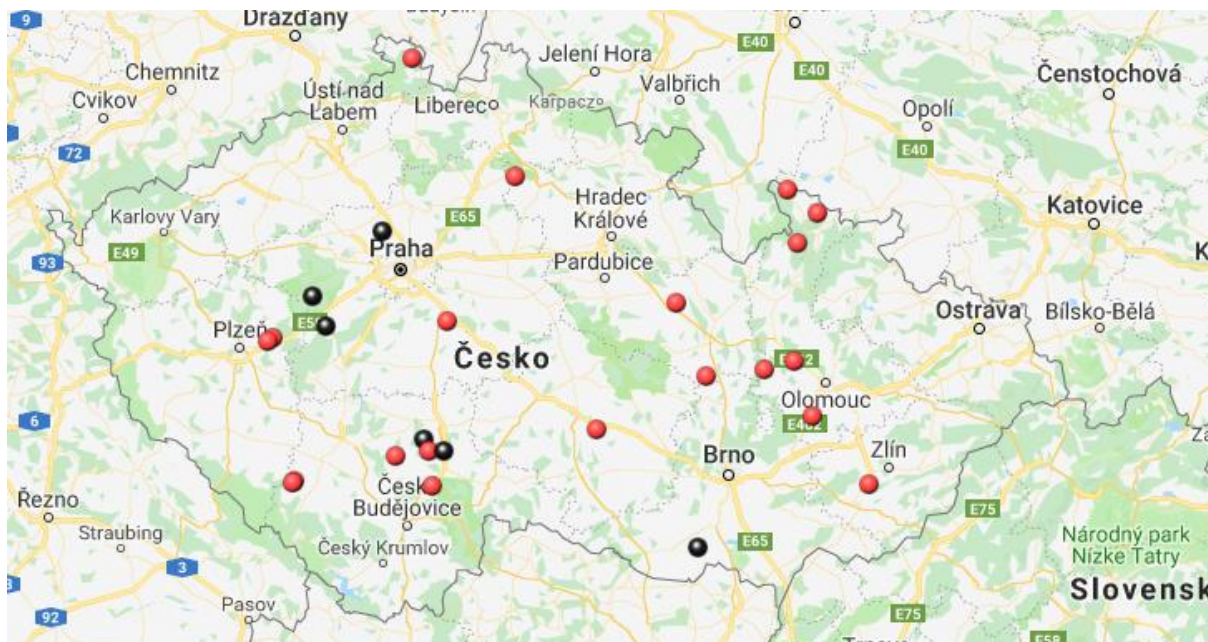 9
Drážďany
E40
Jelení Hora
E40
Čenstochová
Chemnitz
Ústí nad
Labem
Liberec
Karpacz
Valbřich
Cvikov
Opolí
72
E40
Hradec
Králové
Karlovy Vary
E65
Katovice
E49
Praha
93
Pardubice
Plzeň
Ostrava
Bílsko-Bělá
Česko
Olomouc
6
E462
Brno
Zlín
Řezno
České
Budějovice
E75
Straubing
Český Krumlov
E65
Národný park
Nízke Tatry
3
Slovensk
92
Pasov
E75
E58